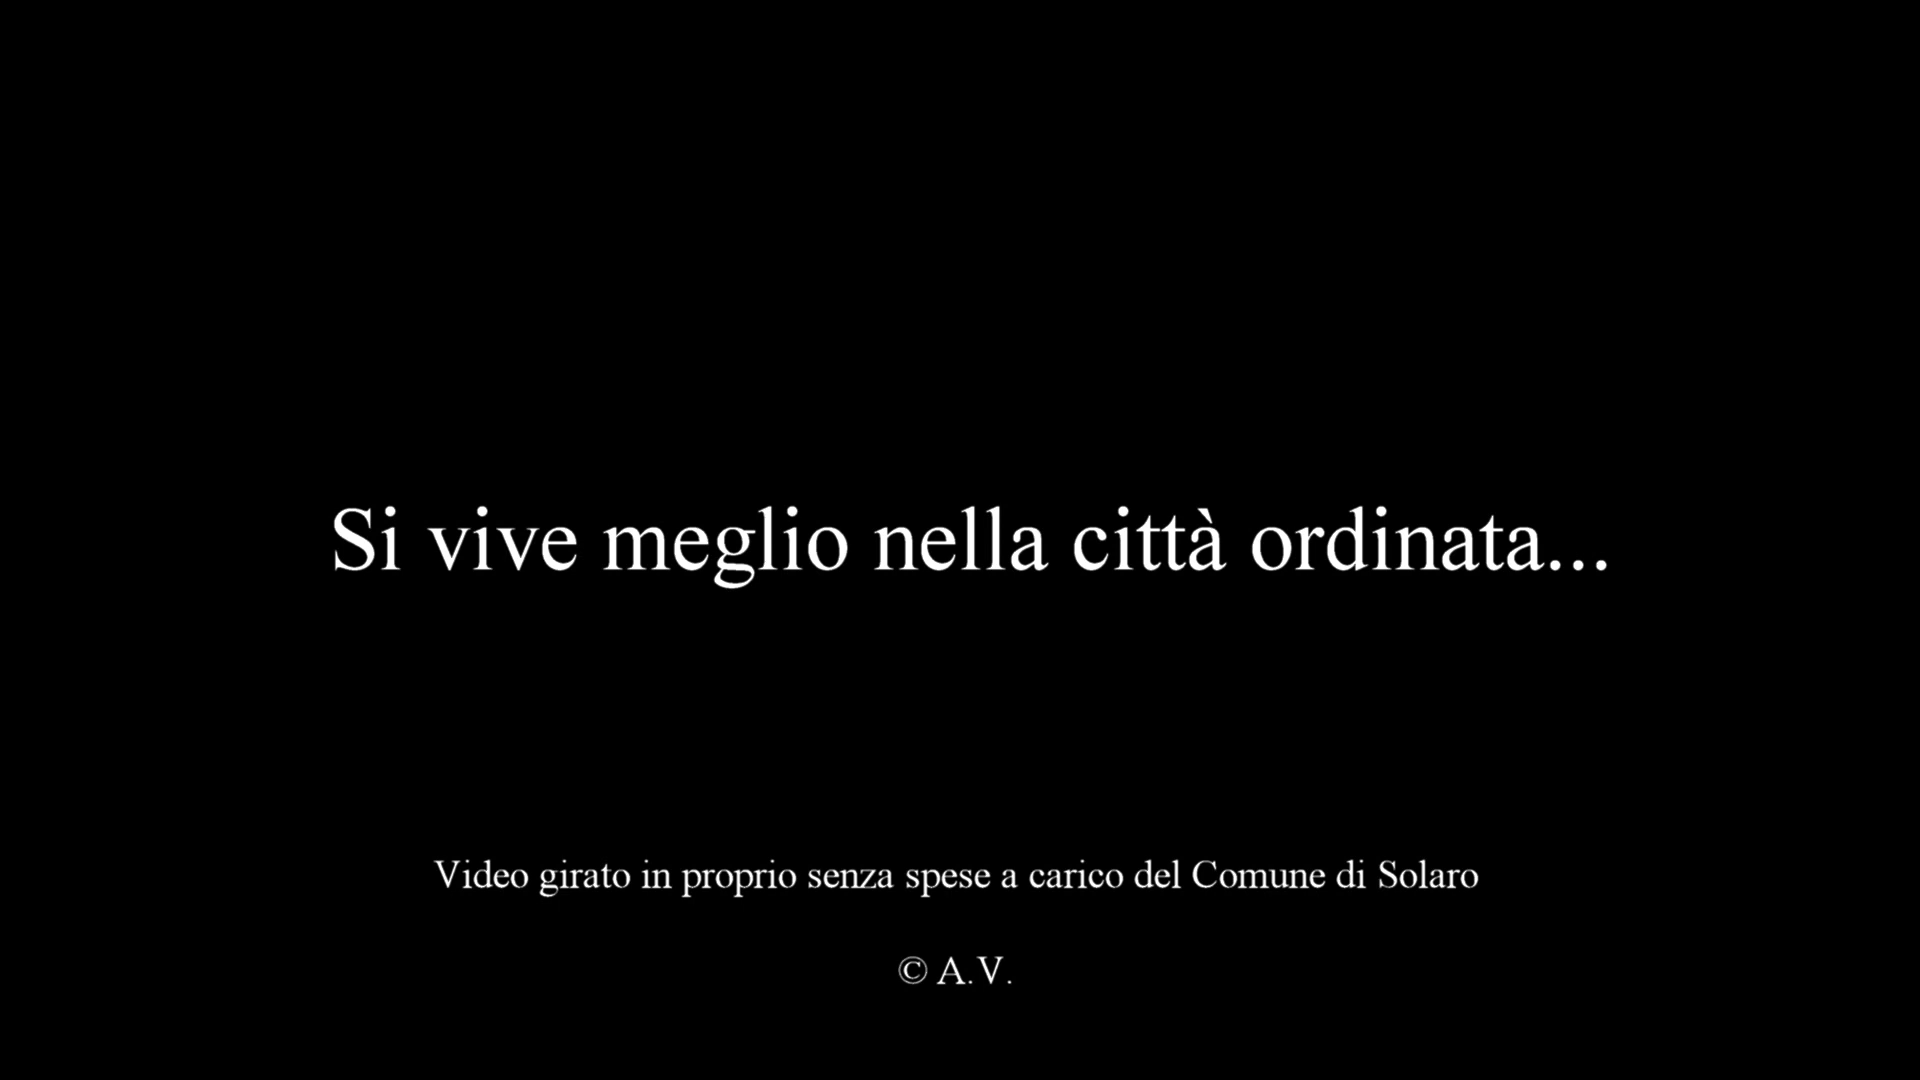 Si vive meglio nella città ordinata...
Video girato in proprio senza spese a carico del Comune di Solaro
© A.V.